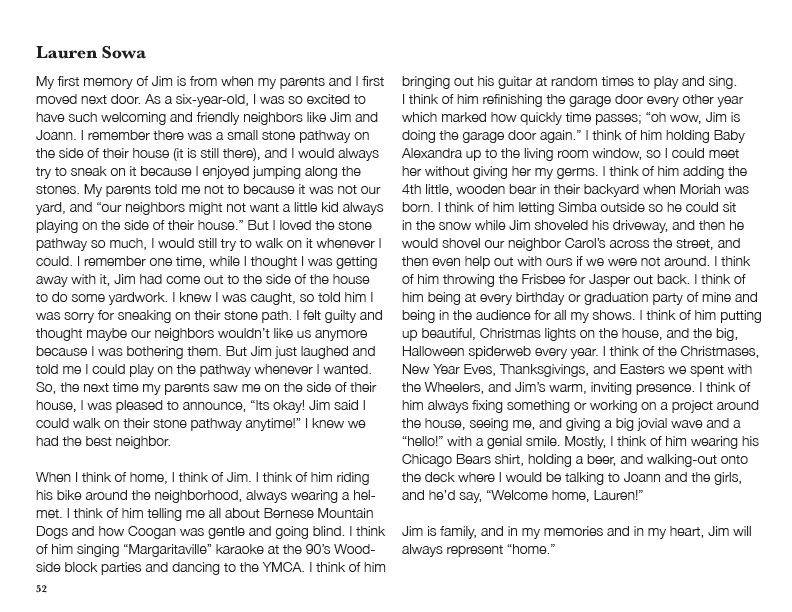 Lauren Sowa
My first memory of Jim is from when my parents and I first
moved next door. As a six-year-old, I was so excited to
have such welcoming and friendly neighbors like Jim and
Joann. I remember there was a small stone pathway on
the side of their house (it is still there), and I would always
try to sneak on it because I enjoyed jumping along the
stones. My parents told me not to because it was not our
yard, and “our neighbors might not want a little kid always
playing on the side of their house.” But I loved the stone
pathway so much, I would still try to walk on it whenever I
could. I remember one time, while I thought I was getting
away with it, Jim had come out to the side of the house
to do some yardwork. I knew I was caught, so told him I
was sorry for sneaking on their stone path. I felt guilty and
thought maybe our neighbors wouldn’t like us anymore
because I was bothering them. But Jim just laughed and
told me I could play on the pathway whenever I wanted.
So, the next time my parents saw me on the side of their
house, I was pleased to announce, “Its okay! Jim said I
could walk on their stone pathway anytime!” I knew we
had the best neighbor.
When I think of home, I think of Jim. I think of him riding
his bike around the neighborhood, always wearing a hel-
met. I think of him telling me all about Bernese Mountain
Dogs and how Coogan was gentle and going blind. I think
of him singing “Margaritaville” karaoke at the 90’s Wood-
side block parties and dancing to the YMCA. I think of him
bringing out his guitar at random times to play and sing.
I think of him refinishing the garage door every other year
which marked how quickly time passes; “oh wow, Jim is
doing the garage door again.” I think of him holding Baby
Alexandra up to the living room window, so I could meet
her without giving her my germs. I think of him adding the
4th little, wooden bear in their backyard when Moriah was
born. I think of him letting Simba outside so he could sit
in the snow while Jim shoveled his driveway, and then he
would shovel our neighbor Carol’s across the street, and
then even help out with ours if we were not around. I think
of him throwing the Frisbee for Jasper out back. I think of
him being at every birthday or graduation party of mine and
being in the audience for all my shows. I think of him putting
up beautiful, Christmas lights on the house, and the big,
Halloween spiderweb every year. I think of the Christmases,
New Year Eves, Thanksgivings, and Easters we spent with
the Wheelers, and Jim’s warm, inviting presence. I think of
him always fixing something or working on a project around
the house, seeing me, and giving a big jovial wave and a
“hello!” with a genial smile. Mostly, I think of him wearing his
Chicago Bears shirt, holding a beer, and walking-out onto
the deck where I would be talking to Joann and the girls,
and he’d say, “Welcome home, Lauren!”
Jim is family, and in my memories and in my heart, Jim will
always represent “home.”
52